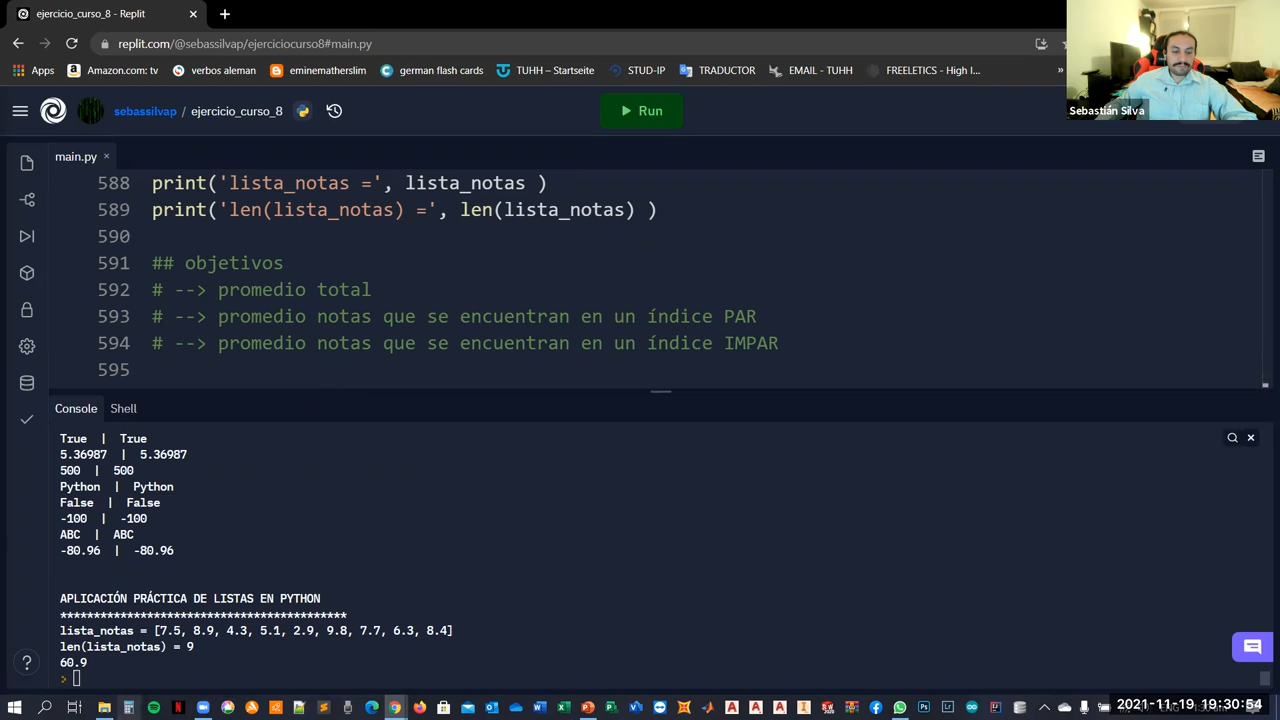 ejercicio_curso_8 - Replit
replit.com/@sebassilvap/ejerciciocurso8#main.py
Apps
Amazon.com: tv
verbos aleman
eminematherslim
german flashcard
TUHH – Startseite
STUD-IP
TRADUCTOR
EMAIL - TUHH
FREELETICS - High I...
»
Sebastián Silva
sebassilvap / ejercicio_curso_8
Run
main.py
588 print('lista_notas =', lista_notas )
589 print('len(lista_notas) =', len(lista_notas) )
590
591 ## objetivos
592 # --> promedio total
593 # --> promedio notas que se encuentran en un índice PAR
594 # --> promedio notas que se encuentran en un índice IMPAR
595
Console
Shell
True | True
5.36987 | 5.36987
500 | 500
Python | Python
False | False
-100 | -100
ABC | ABC
-80.96 | -80.96
APLICACIÓN PRÁCTICA DE LISTAS EN PYTHON
*******************************************
lista_notas = [7.5, 8.9, 4.3, 5.1, 2.9, 9.8, 7.7, 6.3, 8.4]
len(lista_notas) = 9
60.9
>
2021-11-19 19:30:54